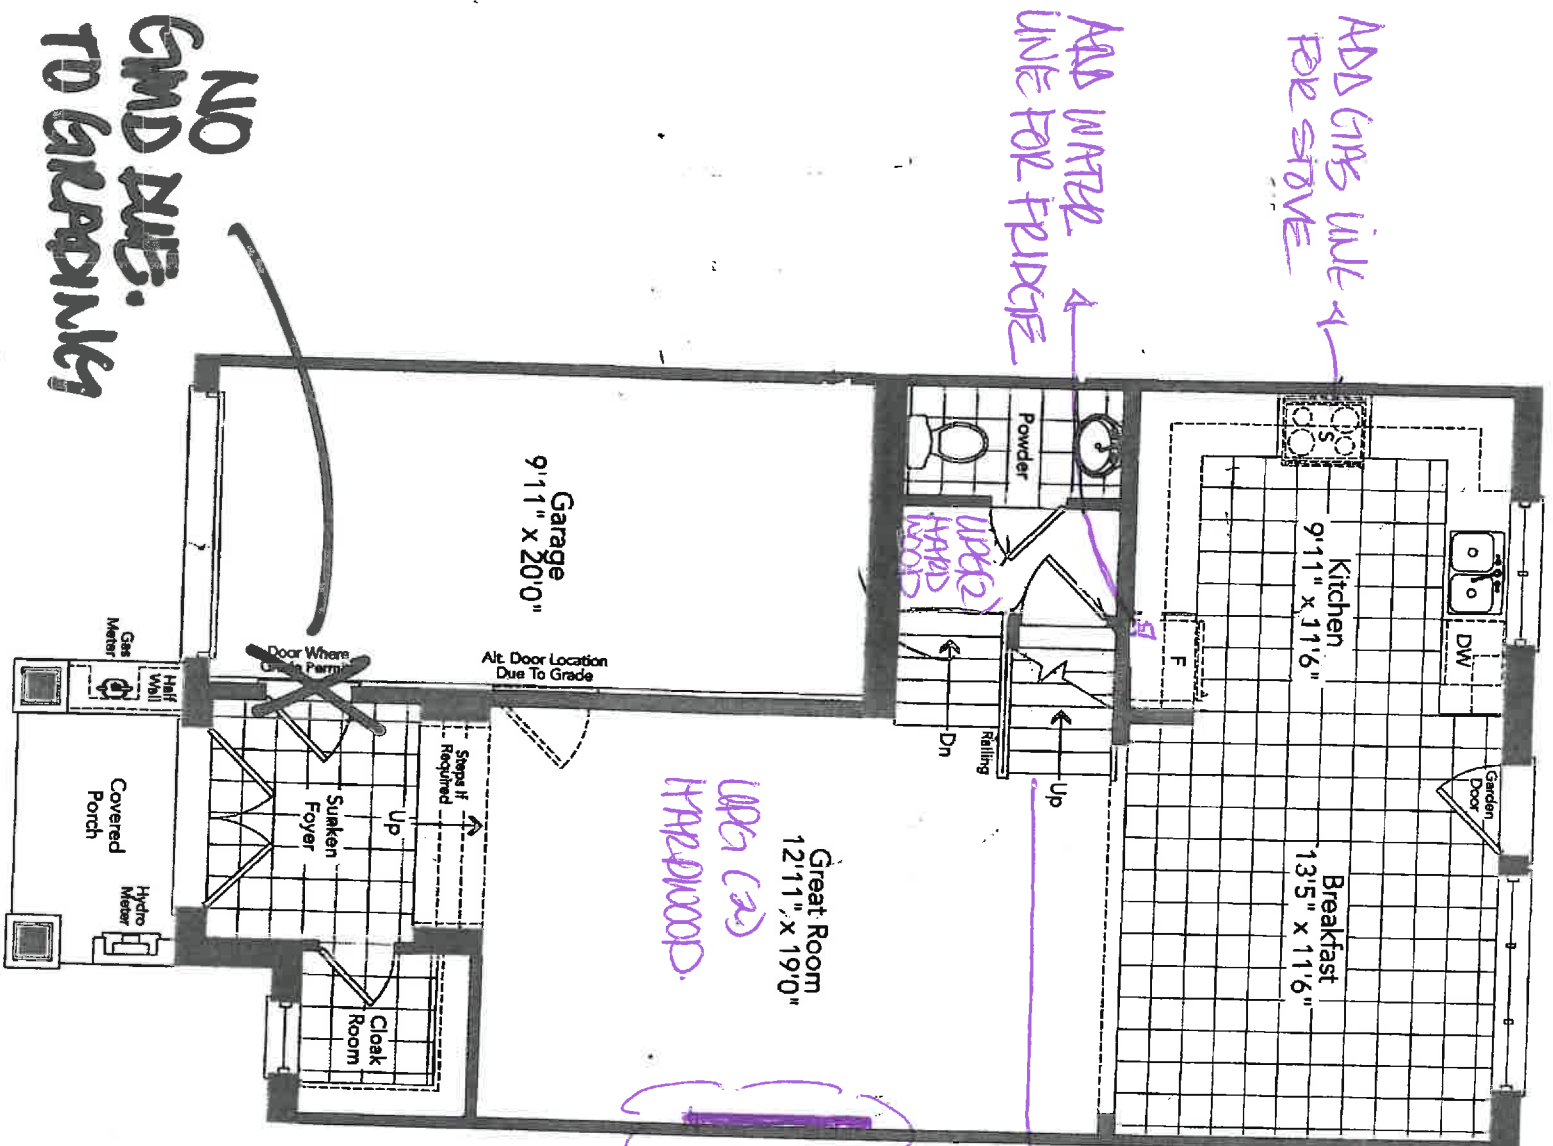 ADD GAS LINE
FOR STOVE
ADD WATER
LINE FOR FRIDGE
NO
GMD DUE.
TO GRADING
S
Kitchen
9'11" x 11'6"
DW
F
Garden
Door
Breakfast
13'5" x 11'6"
Powder
UPG(2)
HARD
WOOD
Dn
Railing
Up
Great Room
12'11" x 19'0"
UPG (2)
HARDWOOD
Garage
9'11" x 20'0"
Alt. Door Location
Due To Grade
Door Where
Steps If
Required
Up
Sunken
Foyer
Cloak
Room
Gas
Meter
Half
Wall
Covered
Porch
Hydro
Meter